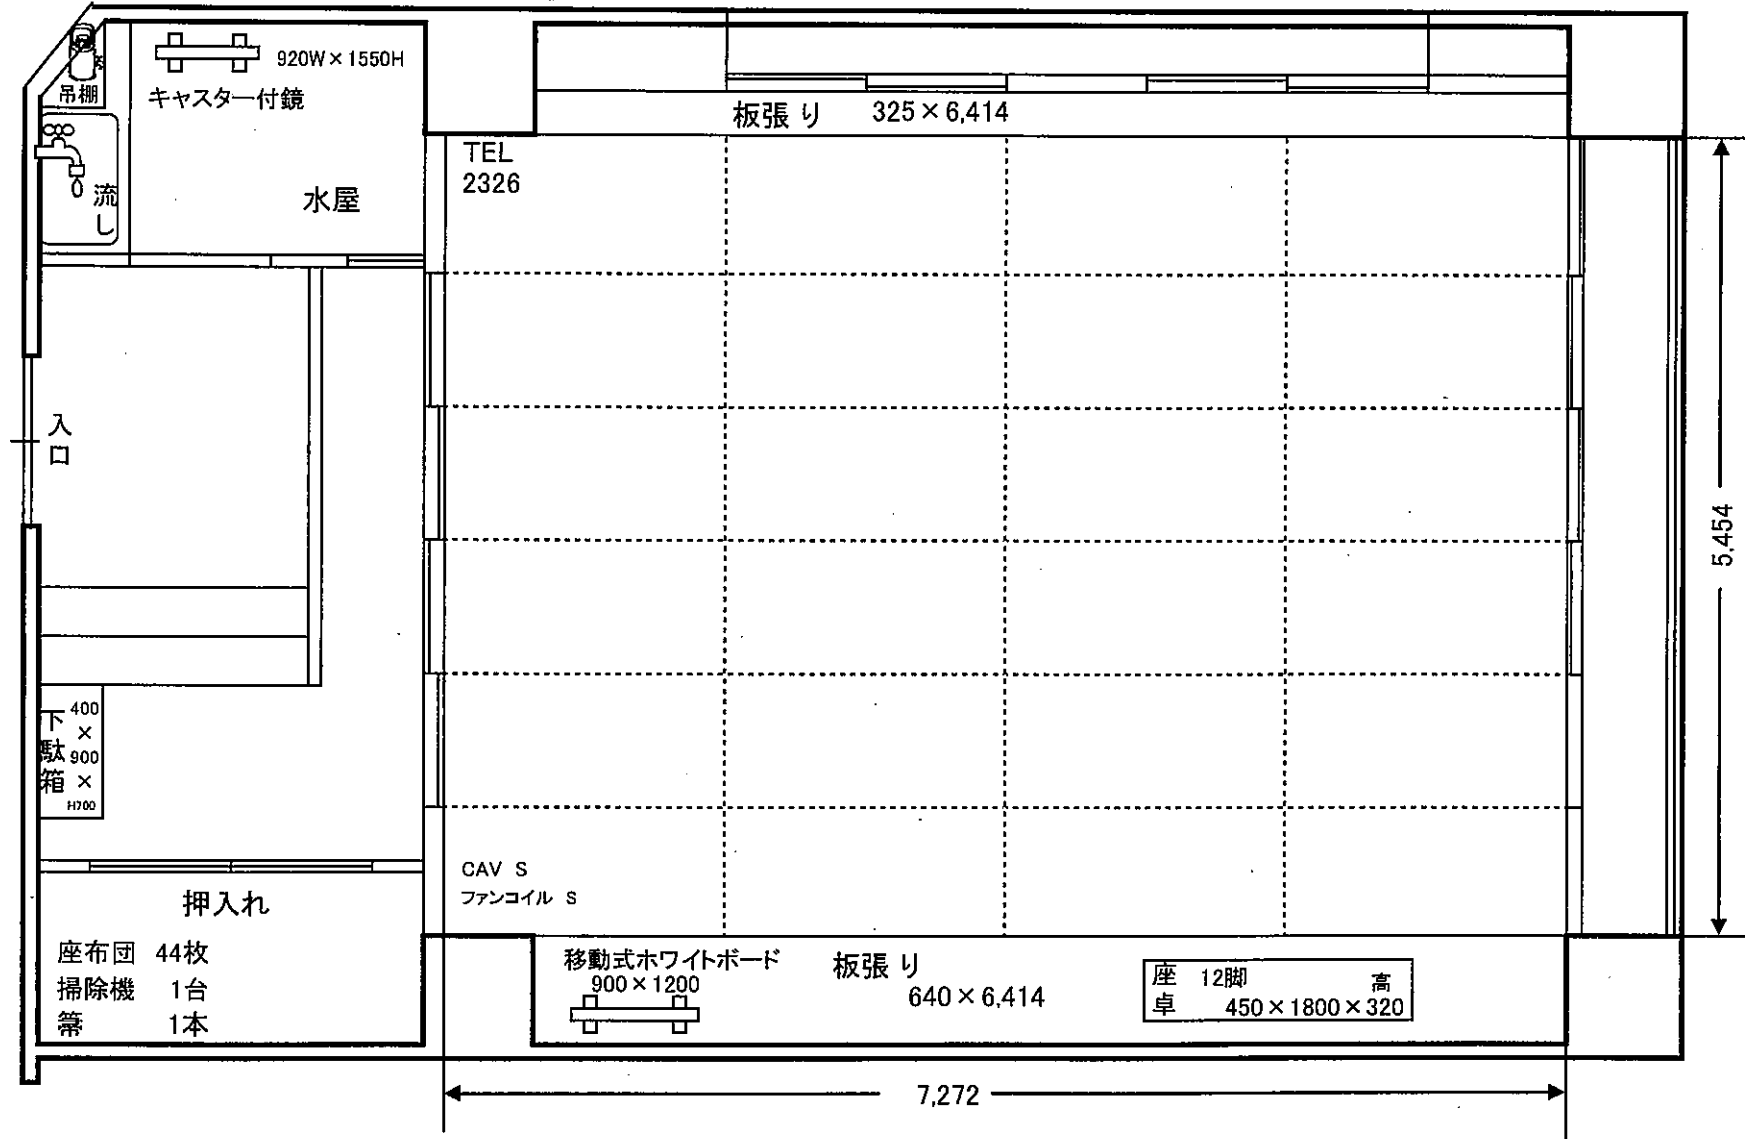 920W×1550H
吊棚
キャスター付鏡
板張り 325×6,414
TEL
2326
流し
水屋
入口
5,454
下駄箱
400
×
900
×
H700
CAV S
ファンコイル S
押入れ
座布団 44枚
掃除機 1台
箒 1本
移動式ホワイトボード
900×1200
板張り
640×6,414
座卓 12脚 高
450×1800×320
7,272